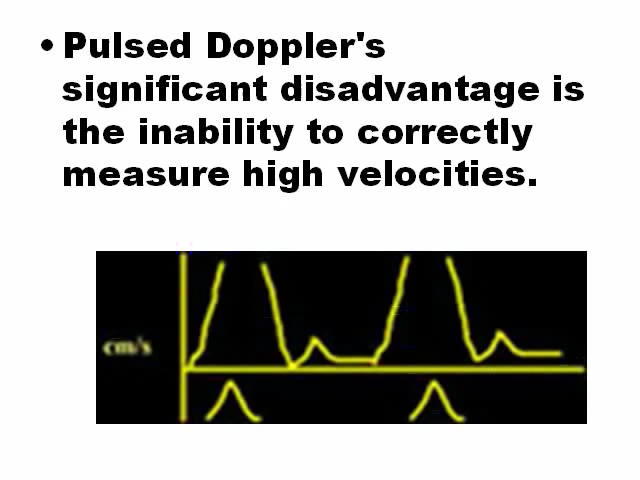 • Pulsed Doppler's
significant disadvantage is
the inability to correctly
measure high velocities.
cm/s